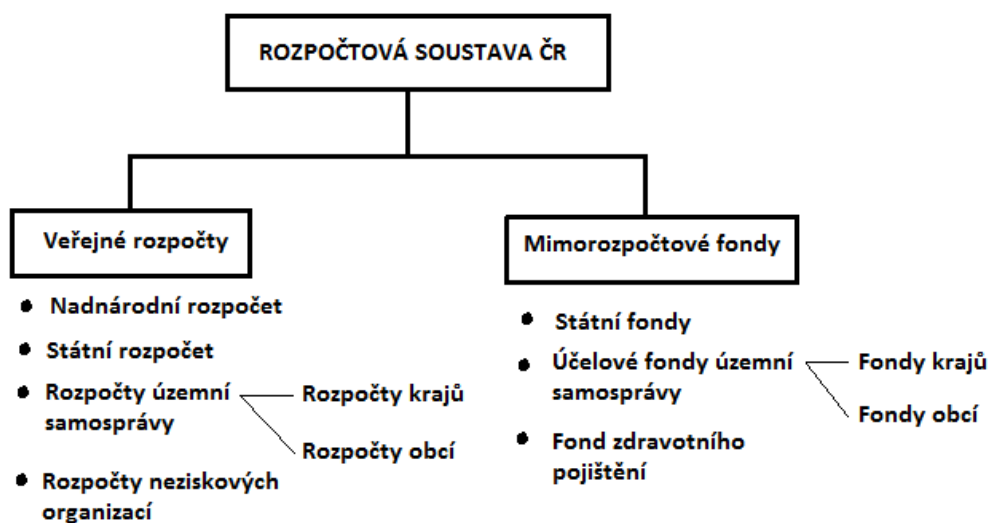 ROZPOČTOVÁ SOUSTAVA ČR
Veřejné rozpočty
Nadnárodní rozpočet
Státní rozpočet
Rozpočty územní
samosprávy
Rozpočty krajů
Rozpočty obcí
Rozpočty neziskových
organizací
Mimorozpočtové fondy
Státní fondy
Účelové fondy územní
samosprávy
Fondy krajů
Fondy obcí
Fond zdravotního
pojištění